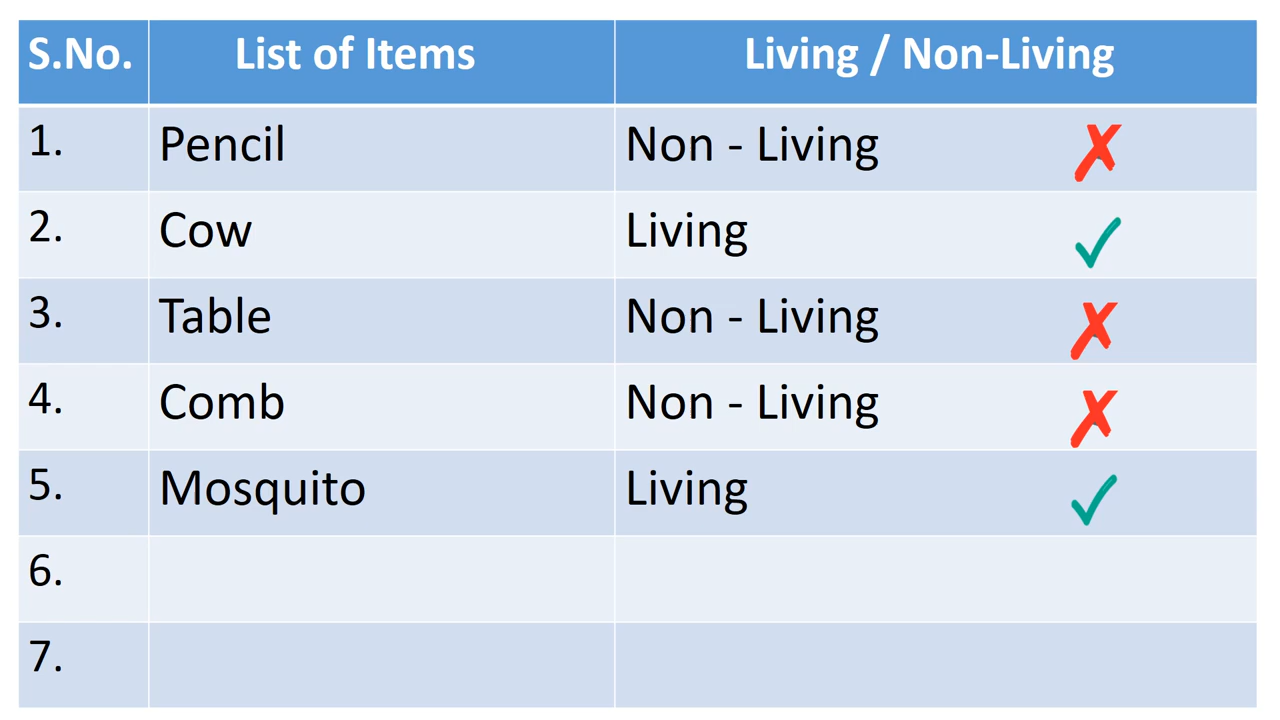 S.No. List of Items Living / Non-Living
1. Pencil Non - Living ✗
2. Cow Living ✓
3. Table Non - Living ✗
4. Comb Non - Living ✗
5. Mosquito Living ✓
6.
7.